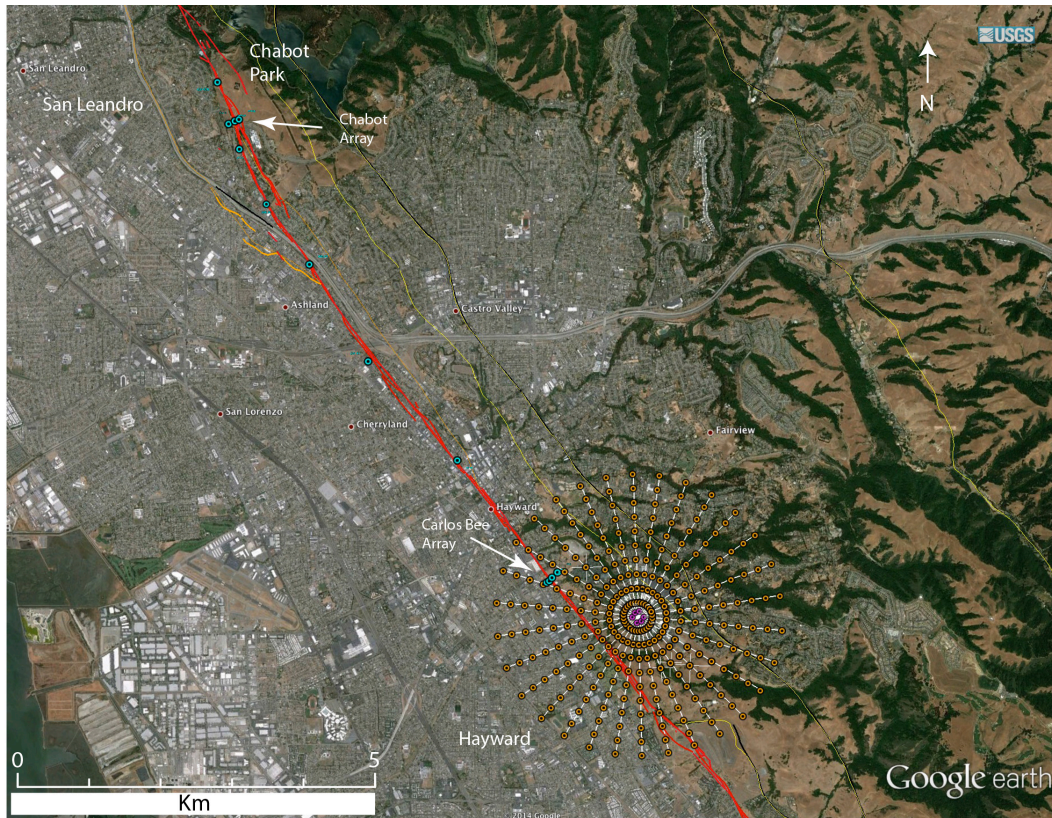 USGS
Chabot
Park
San Leandro
San Leandro
N
Chabot
Array
Ashland
Castro Valley
San Lorenzo
Cherryland
Fairview
Hayward
Carlos Bee
Array
Hayward
0
5
Km
Google earth
2014 Google